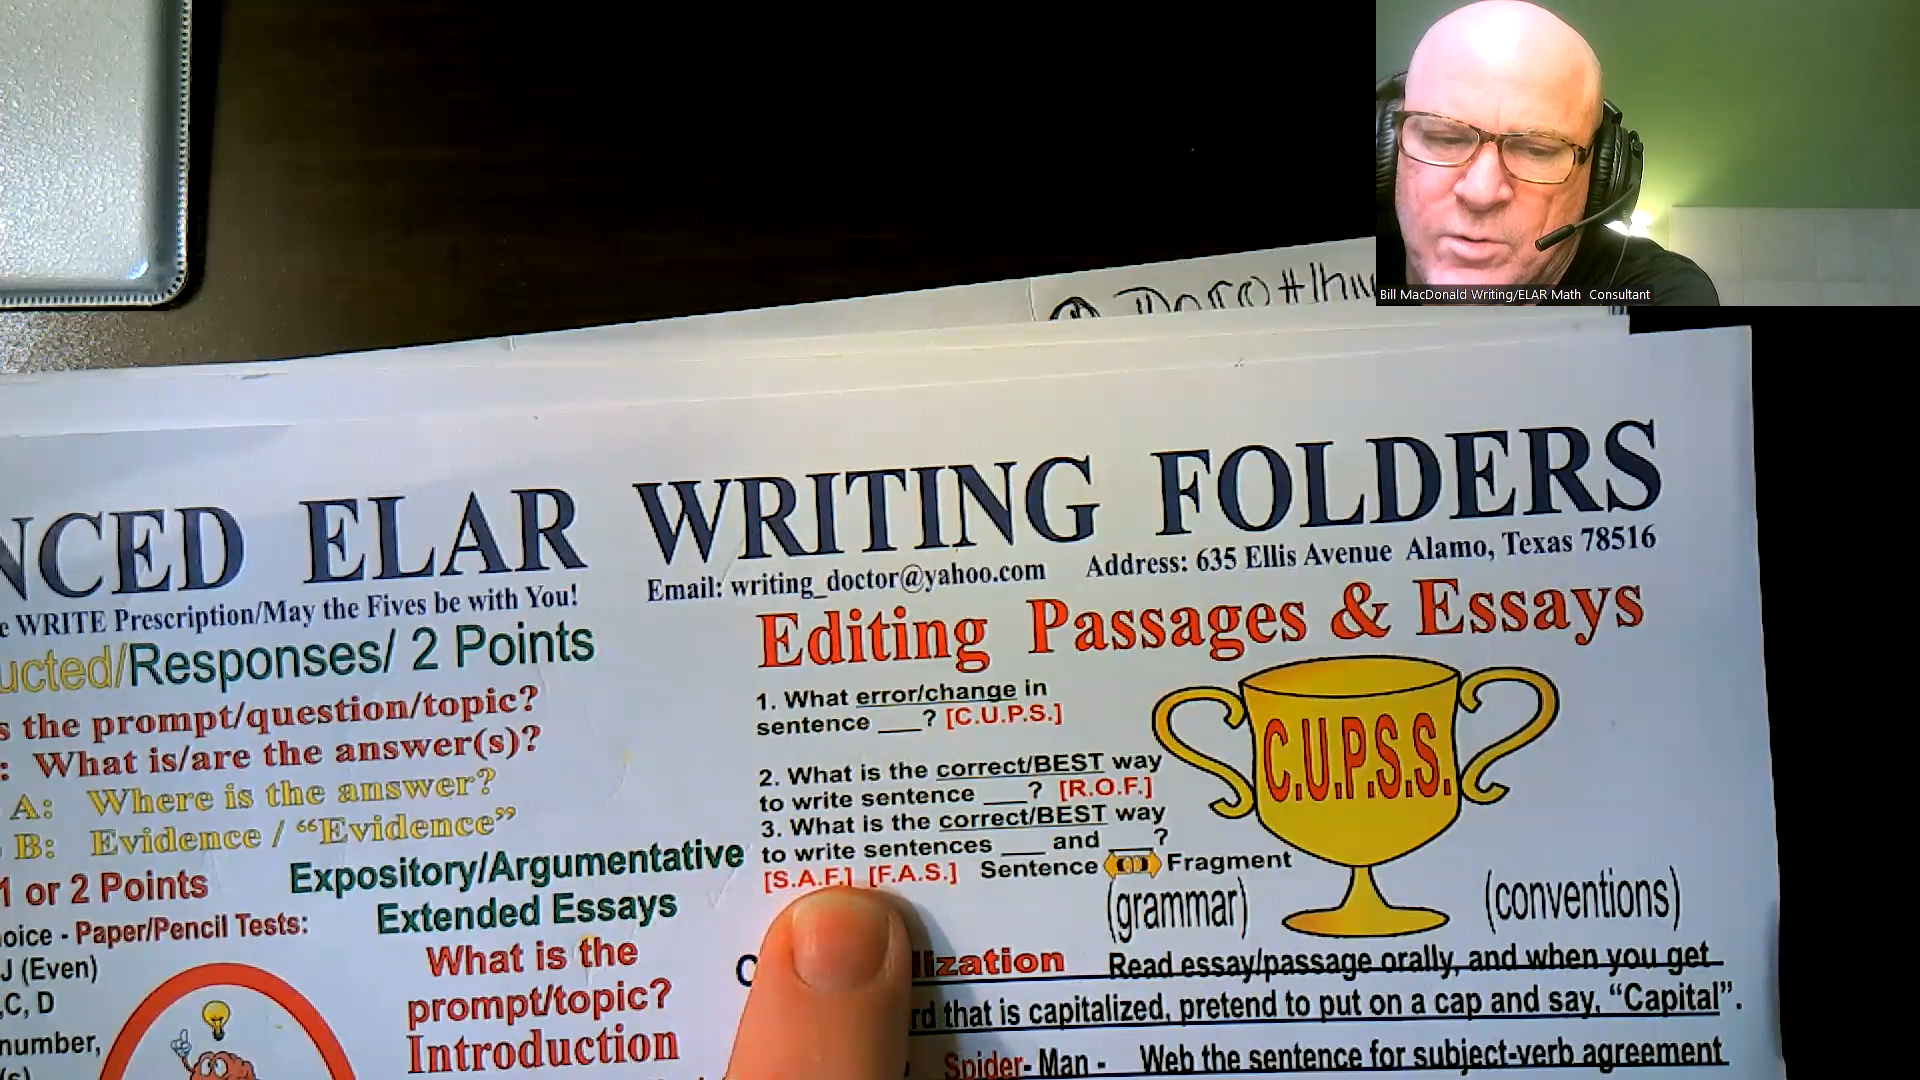 Bill MacDonald Writing/ELAR Math Consultant
ELAR WRITING FOLDERS
WRITE Prescription/May the Fives be with You!
Email: writing_doctor@yahoo.com Address: 635 Ellis Avenue Alamo, Texas 78516
/Responses/ 2 Points
the prompt/question/topic?
: What is/are the answer(s)?
A: Where is the answer?
B: Evidence / “Evidence”
1 or 2 Points
- Paper/Pencil Tests:
J (Even)
C, D
number,
Expository/Argumentative
Extended Essays
What is the
prompt/topic?
Introduction
Editing Passages & Essays
1. What error/change in
sentence ___? [C.U.P.S.]
2. What is the correct/BEST way
to write sentence ___? [R.O.F.]
3. What is the correct/BEST way
to write sentences ___ and ___?
[S.A.F.] [F.A.S.] Sentence Fragment
C.U.P.S.S.
(grammar) (conventions)
Read essay/passage orally, and when you get
that is capitalized, pretend to put on a cap and say, “Capital”.
Spider-Man - Web the sentence for subject-verb agreement